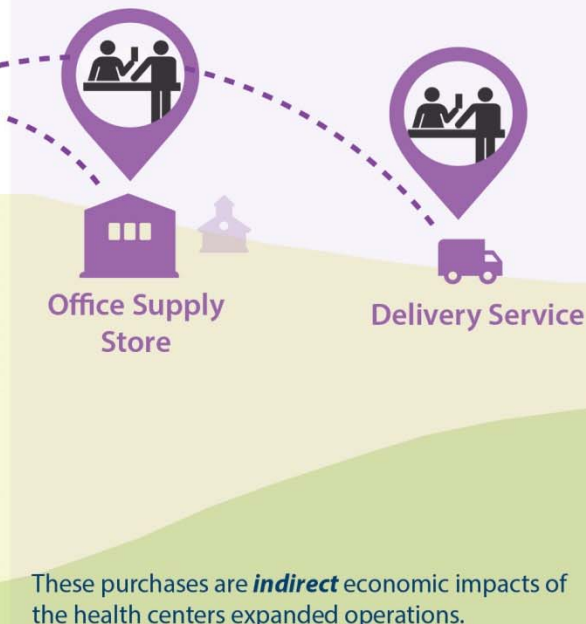 Office Supply
Store
Delivery Service
These purchases are indirect economic impacts of
the health centers expanded operations.